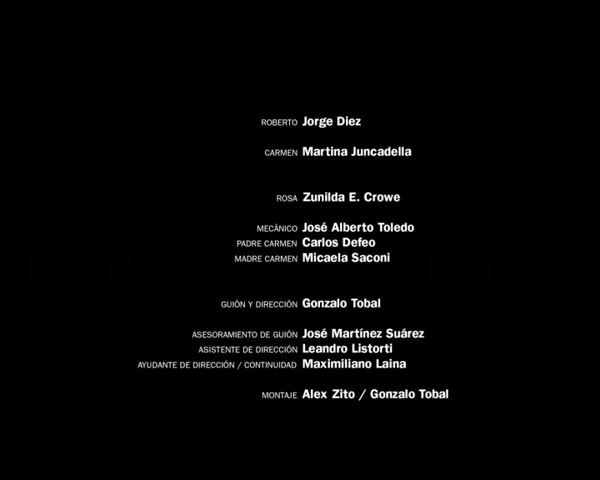 ROBERTO Jorge Diez
CARMEN Martina Juncadella
ROSA Zunilda E. Crowe
MECÁNICO José Alberto Toledo
PADRE CARMEN Carlos Defeo
MADRE CARMEN Micaela Saconi
GUIÓN Y DIRECCIÓN Gonzalo Tobal
ASESORAMIENTO DE GUIÓN José Martínez Suárez
ASISTENTE DE DIRECCIÓN Leandro Listorti
AYUDANTE DE DIRECCIÓN / CONTINUIDAD Maximiliano Laina
MONTAJE Alex Zito / Gonzalo Tobal